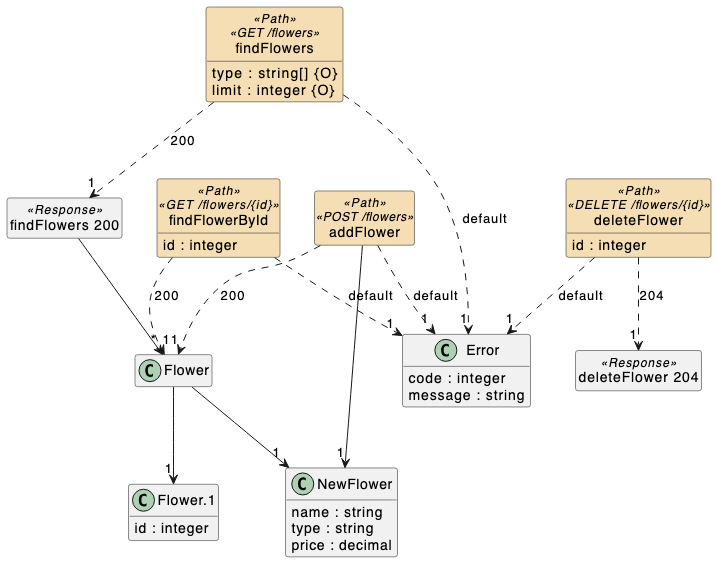 «Path»
«GET /flowers»
findFlowers
type : string[] {O}
limit : integer {O}
200
1
default
«Response»
findFlowers 200
«Path»
«GET /flowers/{id}»
findFlowerById
id : integer
«Path»
«POST /flowers»
addFlower
«Path»
«DELETE /flowers/{id}»
deleteFlower
id : integer
200
200
default
default
default
204
*
1
1
1
1
1
1
1
C Flower
C Error
code : integer
message : string
«Response»
deleteFlower 204
1
1
1
C Flower.1
id : integer
C NewFlower
name : string
type : string
price : decimal